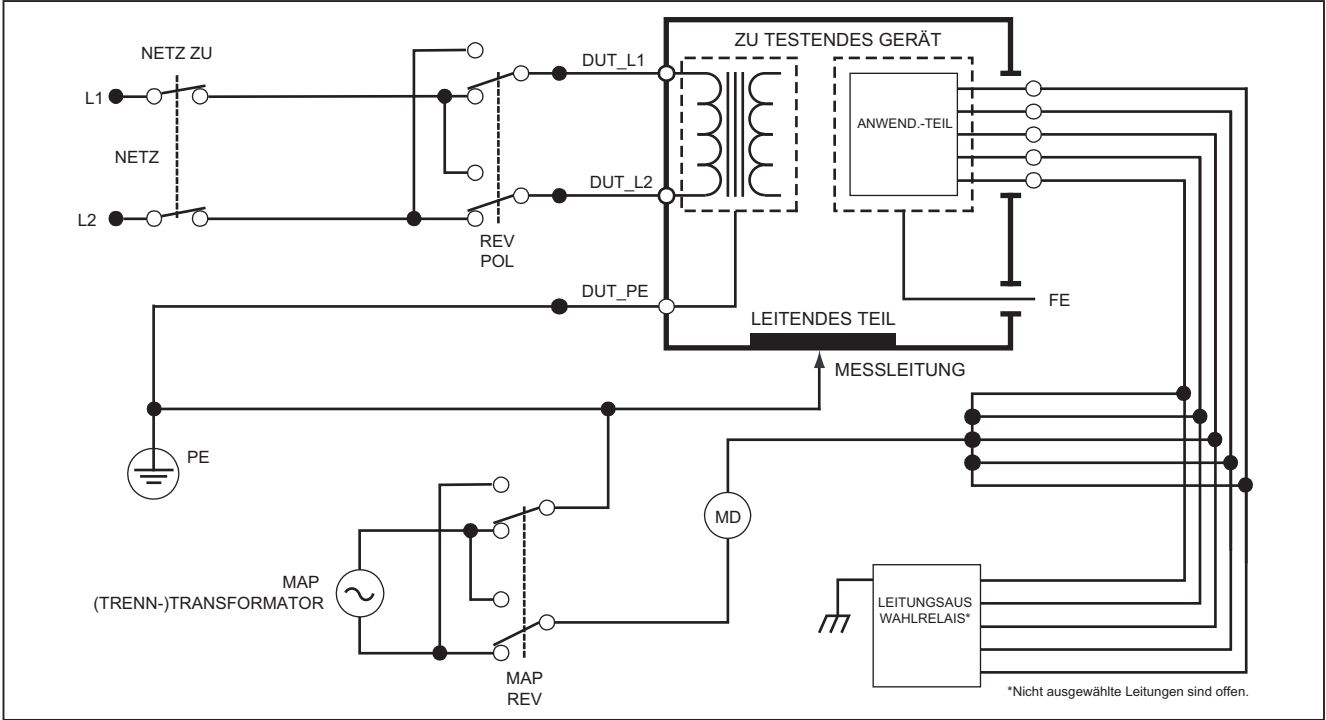 NETZ ZU
L1
NETZ
L2
REV
POL
DUT_L1
DUT_L2
DUT_PE
ZU TESTENDES GERÄT
ANWEND.-TEIL
FE
LEITENDES TEIL
MESSLEITUNG
PE
MD
MAP
(TRENN-)TRANSFORMATOR
MAP
REV
LEITUNGSAUS
WAHLRELAIS*
*Nicht ausgewählte Leitungen sind offen.